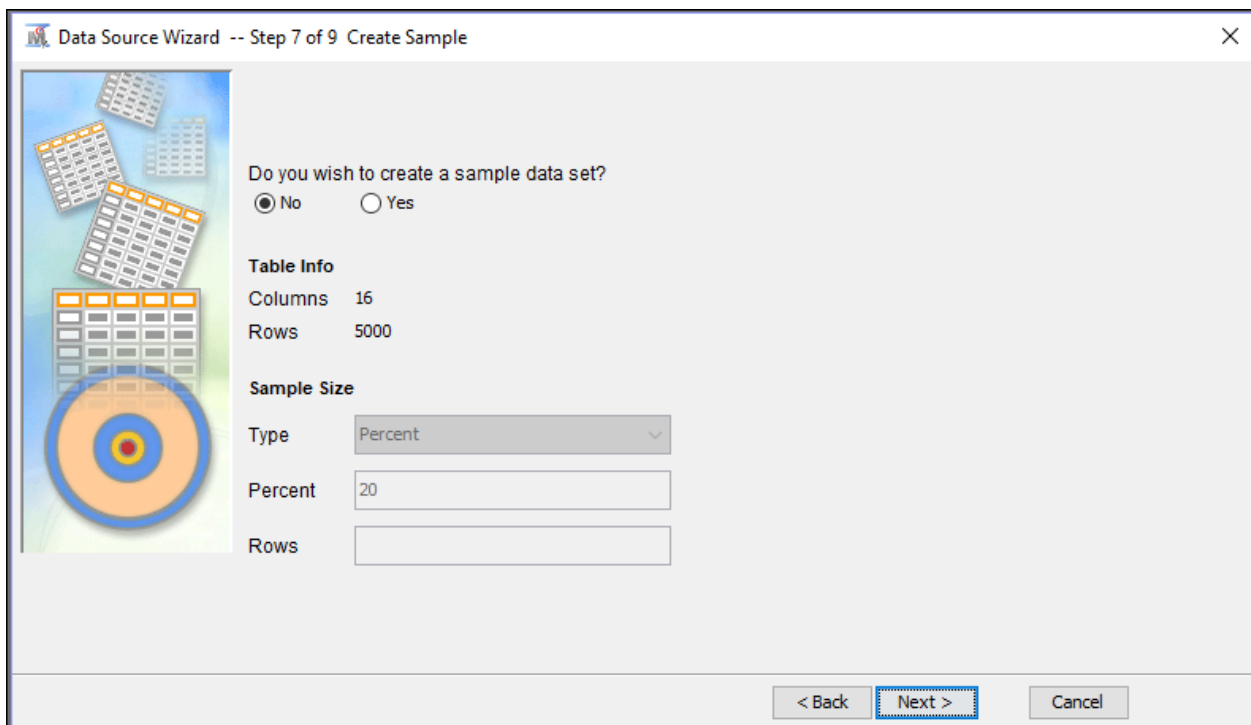 Data Source Wizard -- Step 7 of 9 Create Sample
Do you wish to create a sample data set?
No Yes
Table Info
Columns 16
Rows 5000
Sample Size
Type Percent
Percent 20
Rows
< Back Next > Cancel